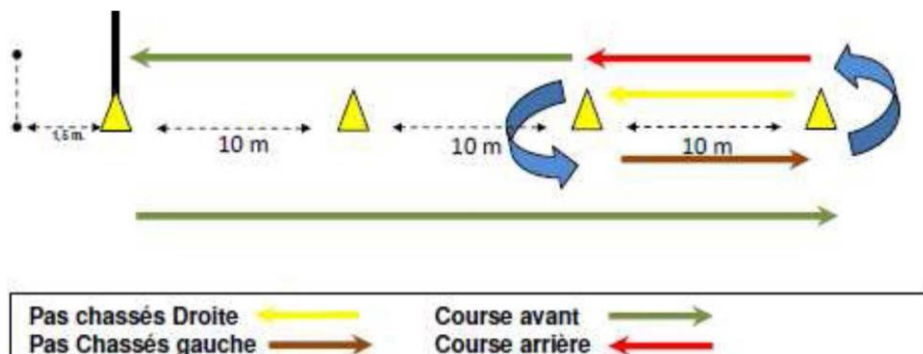 1,5 m.
10 m
10 m
10 m
Pas chassés Droite
Course avant
Pas Chassés gauche
Course arrière